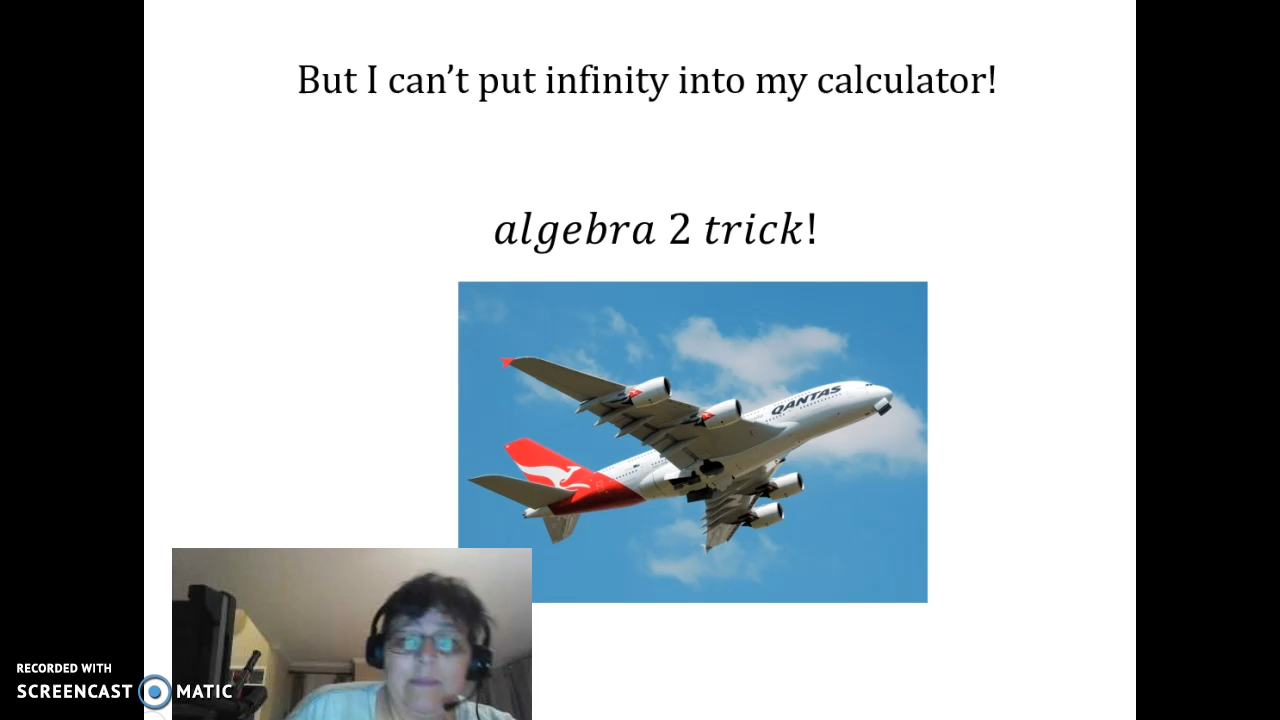 But I can’t put infinity into my calculator!
algebra 2 trick!
QANTAS
RECORDED WITH
SCREENCAST MATIC